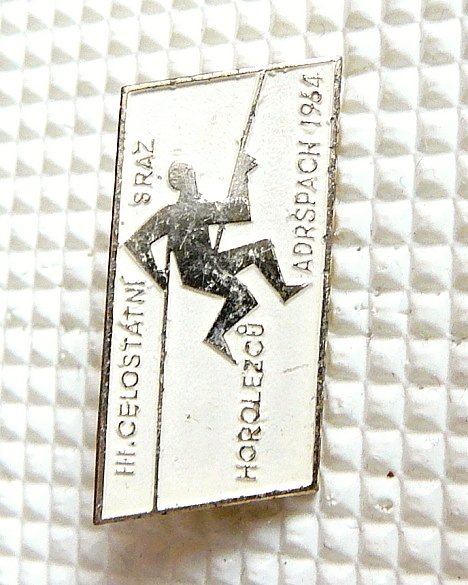 III. CELOSTÁTNÍ SRAZ
HOROLEZCŮ
ADRŠPACH 1964